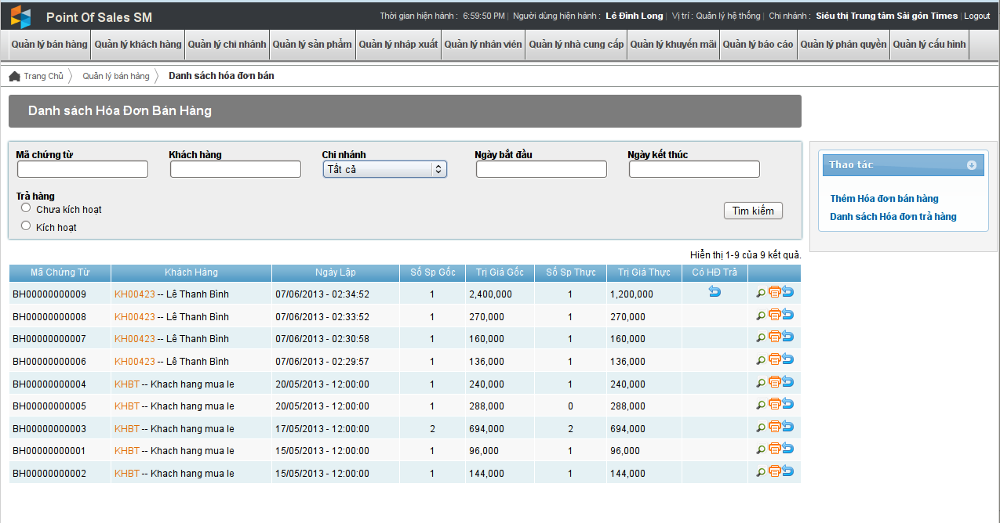 Point Of Sales SM Thời gian hiện hành : 6:59:50 PM | Người dùng hiện hành : Lê Đình Long | Vị trí : Quản lý hệ thống | Chi nhánh : Siêu thị Trung tâm Sài gòn Times | Logout
Quản lý bán hàng Quản lý khách hàng Quản lý chi nhánh Quản lý sản phẩm Quản lý nhập xuất Quản lý nhân viên Quản lý nhà cung cấp Quản lý khuyến mãi Quản lý báo cáo Quản lý phân quyền Quản lý cấu hình
Trang Chủ Quản lý bán hàng Danh sách hóa đơn bán
Danh sách Hóa Đơn Bán Hàng
Mã chứng từ Khách hàng Chi nhánh Ngày bắt đầu Ngày kết thúc
Tất cả
Trả hàng
Chưa kích hoạt
Kích hoạt
Tìm kiếm
Thao tác
Thêm Hóa đơn bán hàng
Danh sách Hóa đơn trả hàng
Hiển thị 1-9 của 9 kết quả.
Mã Chứng Từ Khách Hàng Ngày Lập Số Sp Gốc Trị Giá Gốc Số Sp Thực Trị Giá Thực Có HĐ Trả
BH00000000009 KH00423 -- Lê Thanh Bình 07/06/2013 - 02:34:52 1 2,400,000 1 1,200,000
BH00000000008 KH00423 -- Lê Thanh Bình 07/06/2013 - 02:33:52 1 270,000 1 270,000
BH00000000007 KH00423 -- Lê Thanh Bình 07/06/2013 - 02:30:58 1 160,000 1 160,000
BH00000000006 KH00423 -- Lê Thanh Bình 07/06/2013 - 02:29:57 1 136,000 1 136,000
BH00000000004 KHBT -- Khach hang mua le 20/05/2013 - 12:00:00 1 240,000 1 240,000
BH00000000005 KHBT -- Khach hang mua le 20/05/2013 - 12:00:00 1 288,000 0 288,000
BH00000000003 KHBT -- Khach hang mua le 17/05/2013 - 12:00:00 2 694,000 2 694,000
BH00000000001 KHBT -- Khach hang mua le 15/05/2013 - 12:00:00 1 96,000 1 96,000
BH00000000002 KHBT -- Khach hang mua le 15/05/2013 - 12:00:00 1 144,000 1 144,000